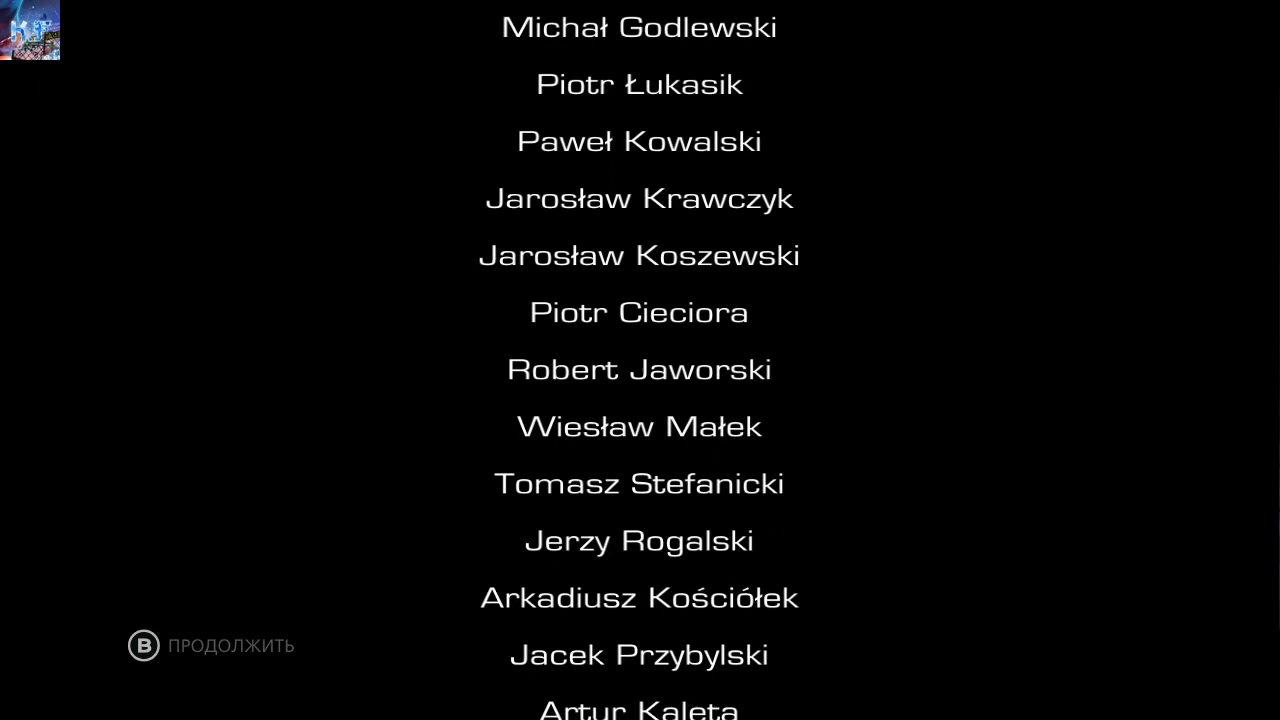 KF
Michał Godlewski
Piotr Łukasik
Paweł Kowalski
Jarosław Krawczyk
Jarosław Koszewski
Piotr Cieciora
Robert Jaworski
Wiesław Małek
Tomasz Stefanicki
Jerzy Rogalski
Arkadiusz Kościółek
B ПРОДОЛЖИТЬ
Jacek Przybylski
Artur Kaleta